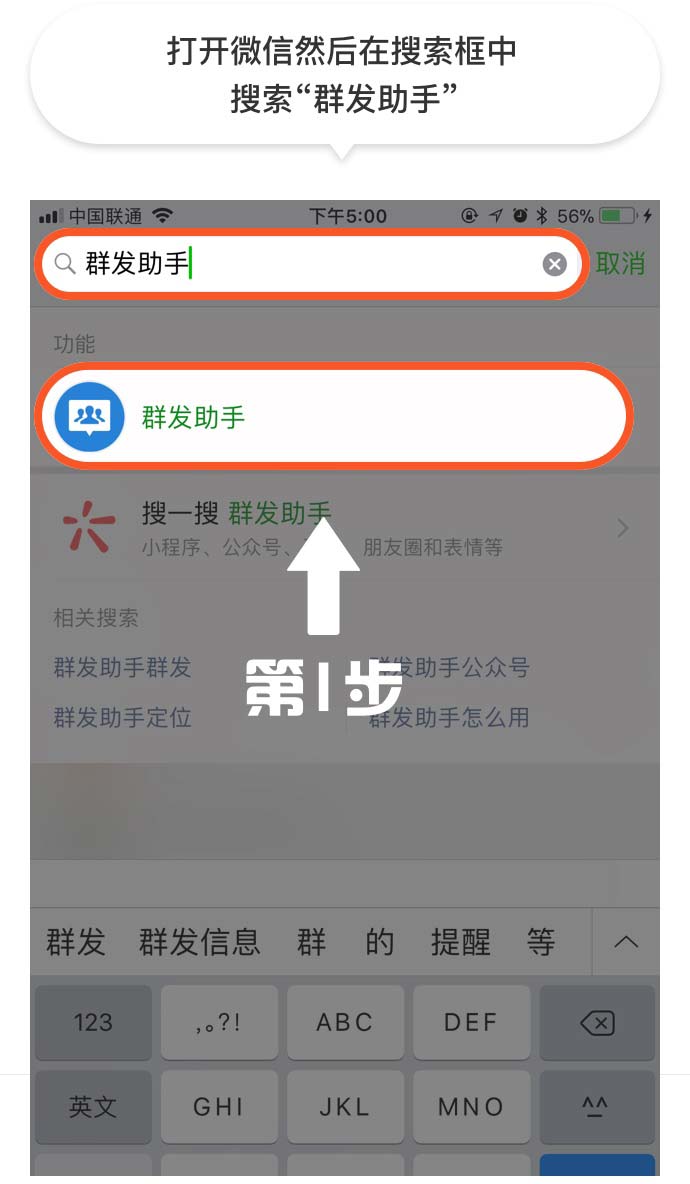 打开微信然后在搜索框中
搜索“群发助手”
中国联通 下午5:00 56%
群发助手 取消
功能
群发助手
搜一搜 群发助手
小程序、公众号、 朋友圈和表情等
相关搜索
群发助手群发 群发助手公众号
群发助手定位 群发助手怎么用
第1步
群发 群发信息 群 的 提醒 等
123 ,。?! ABC DEF
英文 GHI JKL MNO ^^